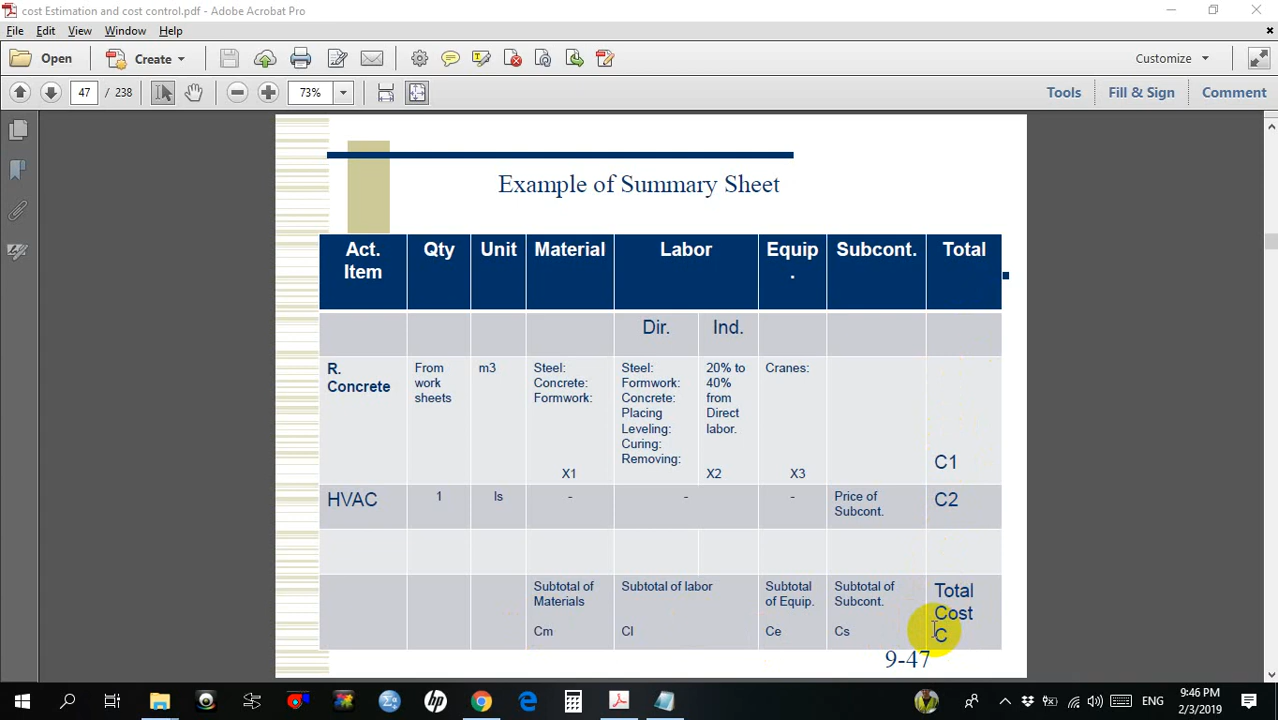 cost Estimation and cost control.pdf - Adobe Acrobat Pro
File Edit View Window Help
Open Create Customize
47 / 238 73% Tools Fill & Sign Comment
Example of Summary Sheet
Act. Item Qty Unit Material Labor Equip. Subcont. Total
Dir. Ind.
R. Concrete
From work sheets
m3
Steel:
Concrete:
Formwork:
X1
Steel:
Formwork:
Concrete:
Placing
Leveling:
Curing:
Removing:
20% to
40%
from
Direct
labor.
X2
Cranes:
X3
C1
HVAC 1 ls - - - Price of Subcont. C2
Subtotal of Materials
Cm
Subtotal of labor
Cl
Subtotal of Equip.
Ce
Subtotal of Subcont.
Cs
Total
Cost
C
9-47
ENG
9:46 PM
2/3/2019